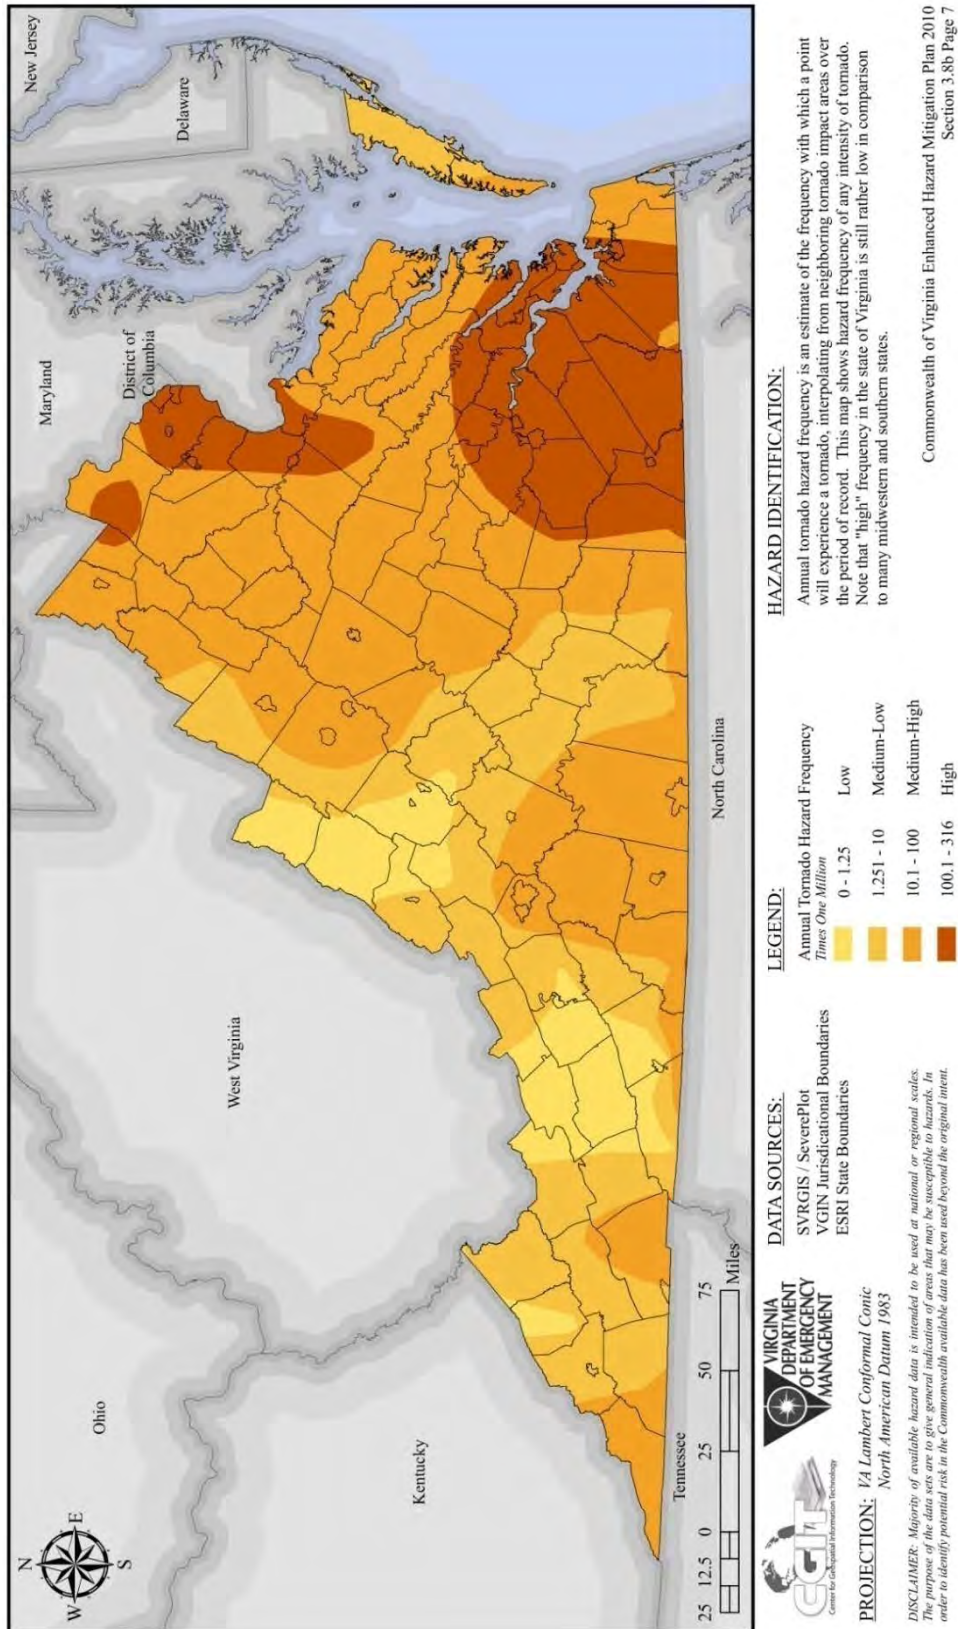 New Jersey
Maryland
Delaware
District of
Columbia
Ohio
West Virginia
Kentucky
Tennessee
North Carolina
N
W
E
S
25 12.5 0 25 50 75
Miles
CGIT
Center for Geospatial Information Technology
VIRGINIA
DEPARTMENT
OF EMERGENCY
MANAGEMENT
PROJECTION: VA Lambert Conformal Conic
North American Datum 1983
DISCLAIMER: Majority of available hazard data is intended to be used at national or regional scales.
The purpose of the data sets are to give general indication of areas that may be susceptible to hazards. In
order to identify potential risk in the Commonwealth available data has been used beyond the original intent.
DATA SOURCES:
SVRGIS / SeverePlot
VGIN Jurisdicational Boundaries
ESRI State Boundaries
LEGEND:
Annual Tornado Hazard Frequency
Times One Million
0 - 1.25 Low
1.251 - 10 Medium-Low
10.1 - 100 Medium-High
100.1 - 316 High
HAZARD IDENTIFICATION:
Annual tornado hazard frequency is an estimate of the frequency with which a point
will experience a tornado, interpolating from neighboring tornado impact areas over
the period of record. This map shows hazard frequency of any intensity of tornado.
Note that "high" frequency in the state of Virginia is still rather low in comparison
to many midwestern and southern states.
Commonwealth of Virginia Enhanced Hazard Mitigation Plan 2010
Section 3.8b Page 7